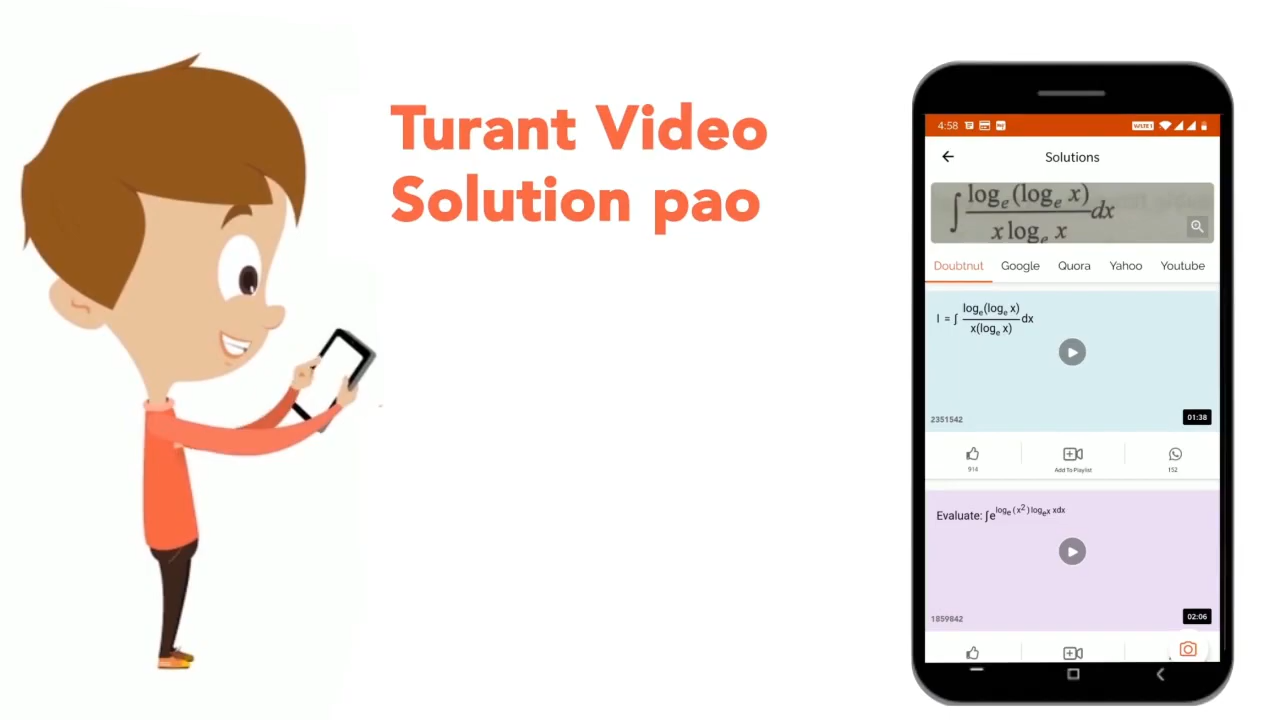 Turant Video
Solution pao
4:58
VoLTE1
Solutions
∫ logₑ(logₑ x) / x logₑ x dx
Doubtnut Google Quora Yahoo Youtube
I = ∫ logₑ(logₑ x) / x(logₑ x) dx
2351542 01:38
914 Add To Playlist 152
Evaluate: ∫e^logₑ(x²)logₑx xdx
1859842 02:06